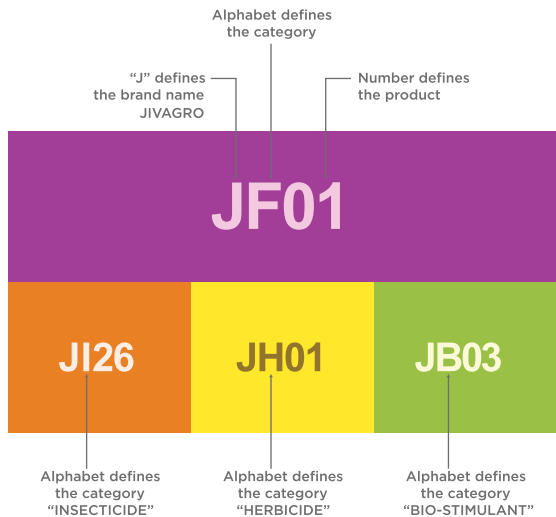 Alphabet defines
the category
“J” defines
the brand name
JIVAGRO
Number defines
the product
JF01
JI26
JH01
JB03
Alphabet defines
the category
“INSECTICIDE”
Alphabet defines
the category
“HERBICIDE”
Alphabet defines
the category
“BIO-STIMULANT”